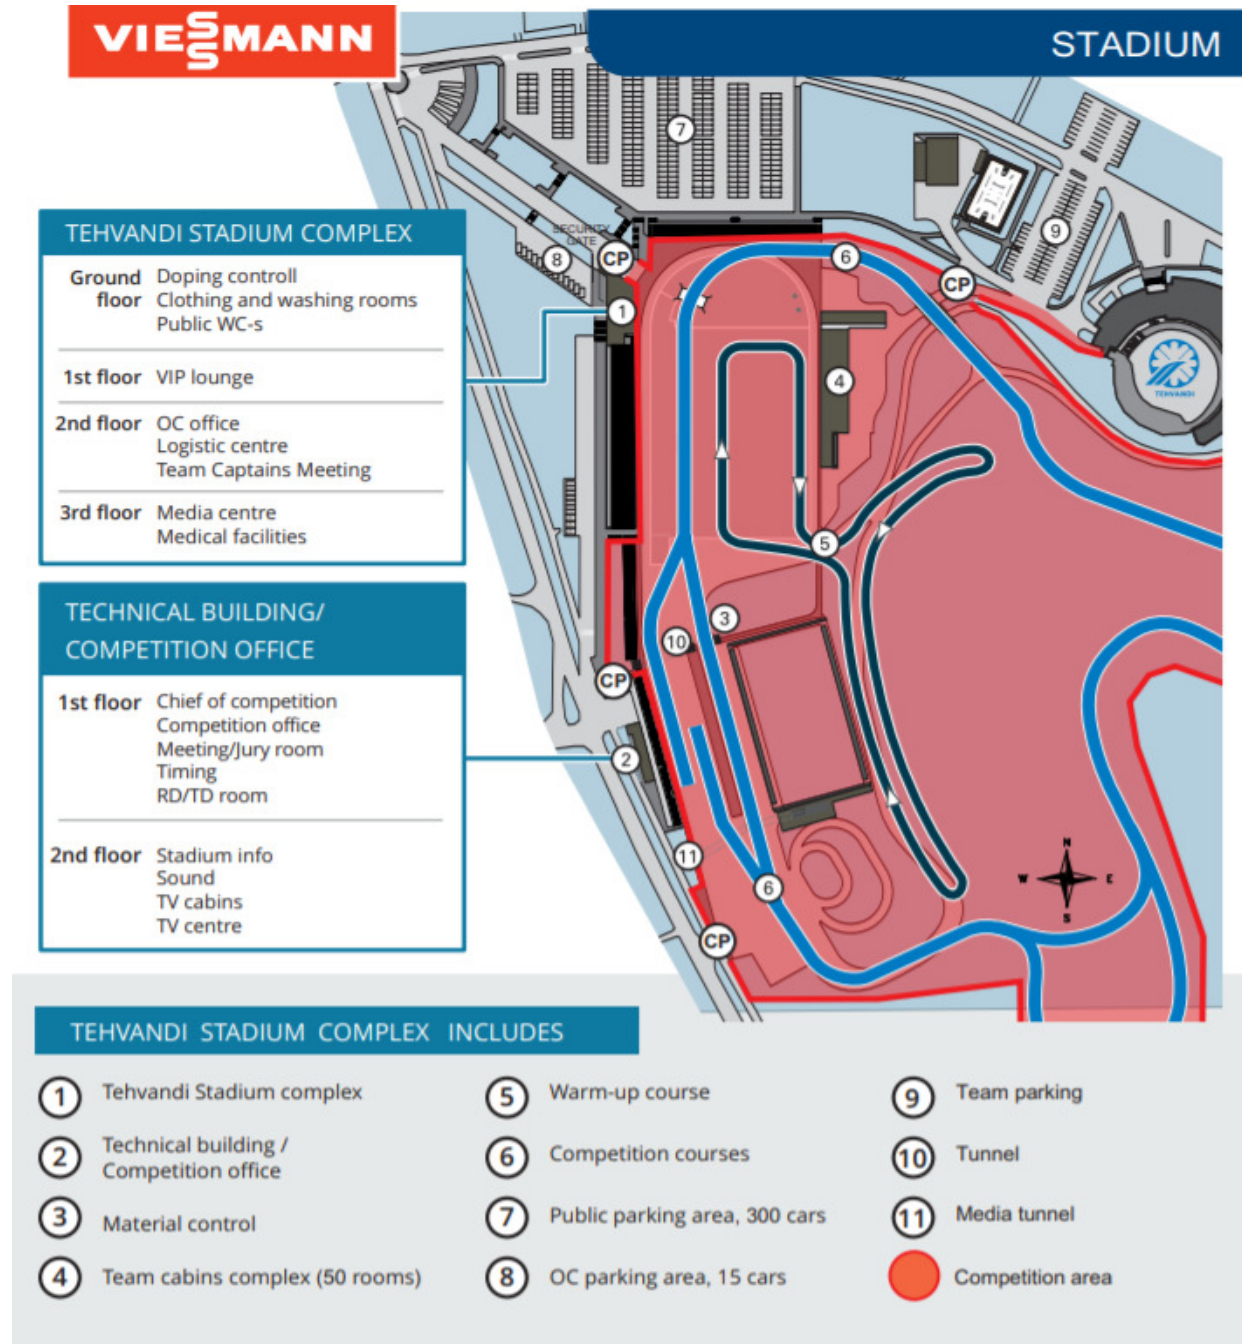 VIESSMANN
STADIUM
TEHVANDI STADIUM COMPLEX
Ground floor Doping controll
Clothing and washing rooms
Public WC-s
1st floor VIP lounge
2nd floor OC office
Logistic centre
Team Captains Meeting
3rd floor Media centre
Medical facilities
TECHNICAL BUILDING/
COMPETITION OFFICE
1st floor Chief of competition
Competition office
Meeting/Jury room
Timing
RD/TD room
2nd floor Stadium info
Sound
TV cabins
TV centre
7
SECURITY
GATE
8
CP
6
CP
9
1
TEHVANDI
4
5
3
10
CP
2
11
6
CP
N
W E
S
TEHVANDI STADIUM COMPLEX INCLUDES
1 Tehvandi Stadium complex
2 Technical building /
Competition office
3 Material control
4 Team cabins complex (50 rooms)
5 Warm-up course
6 Competition courses
7 Public parking area, 300 cars
8 OC parking area, 15 cars
9 Team parking
10 Tunnel
11 Media tunnel
Competition area